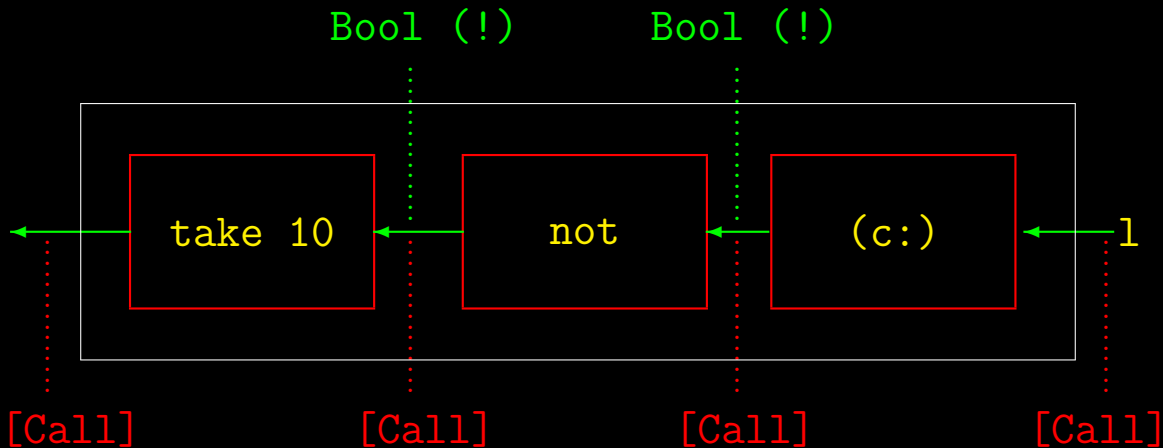 Bool (!) Bool (!)
take 10 not (c:) l
[Call] [Call] [Call] [Call]